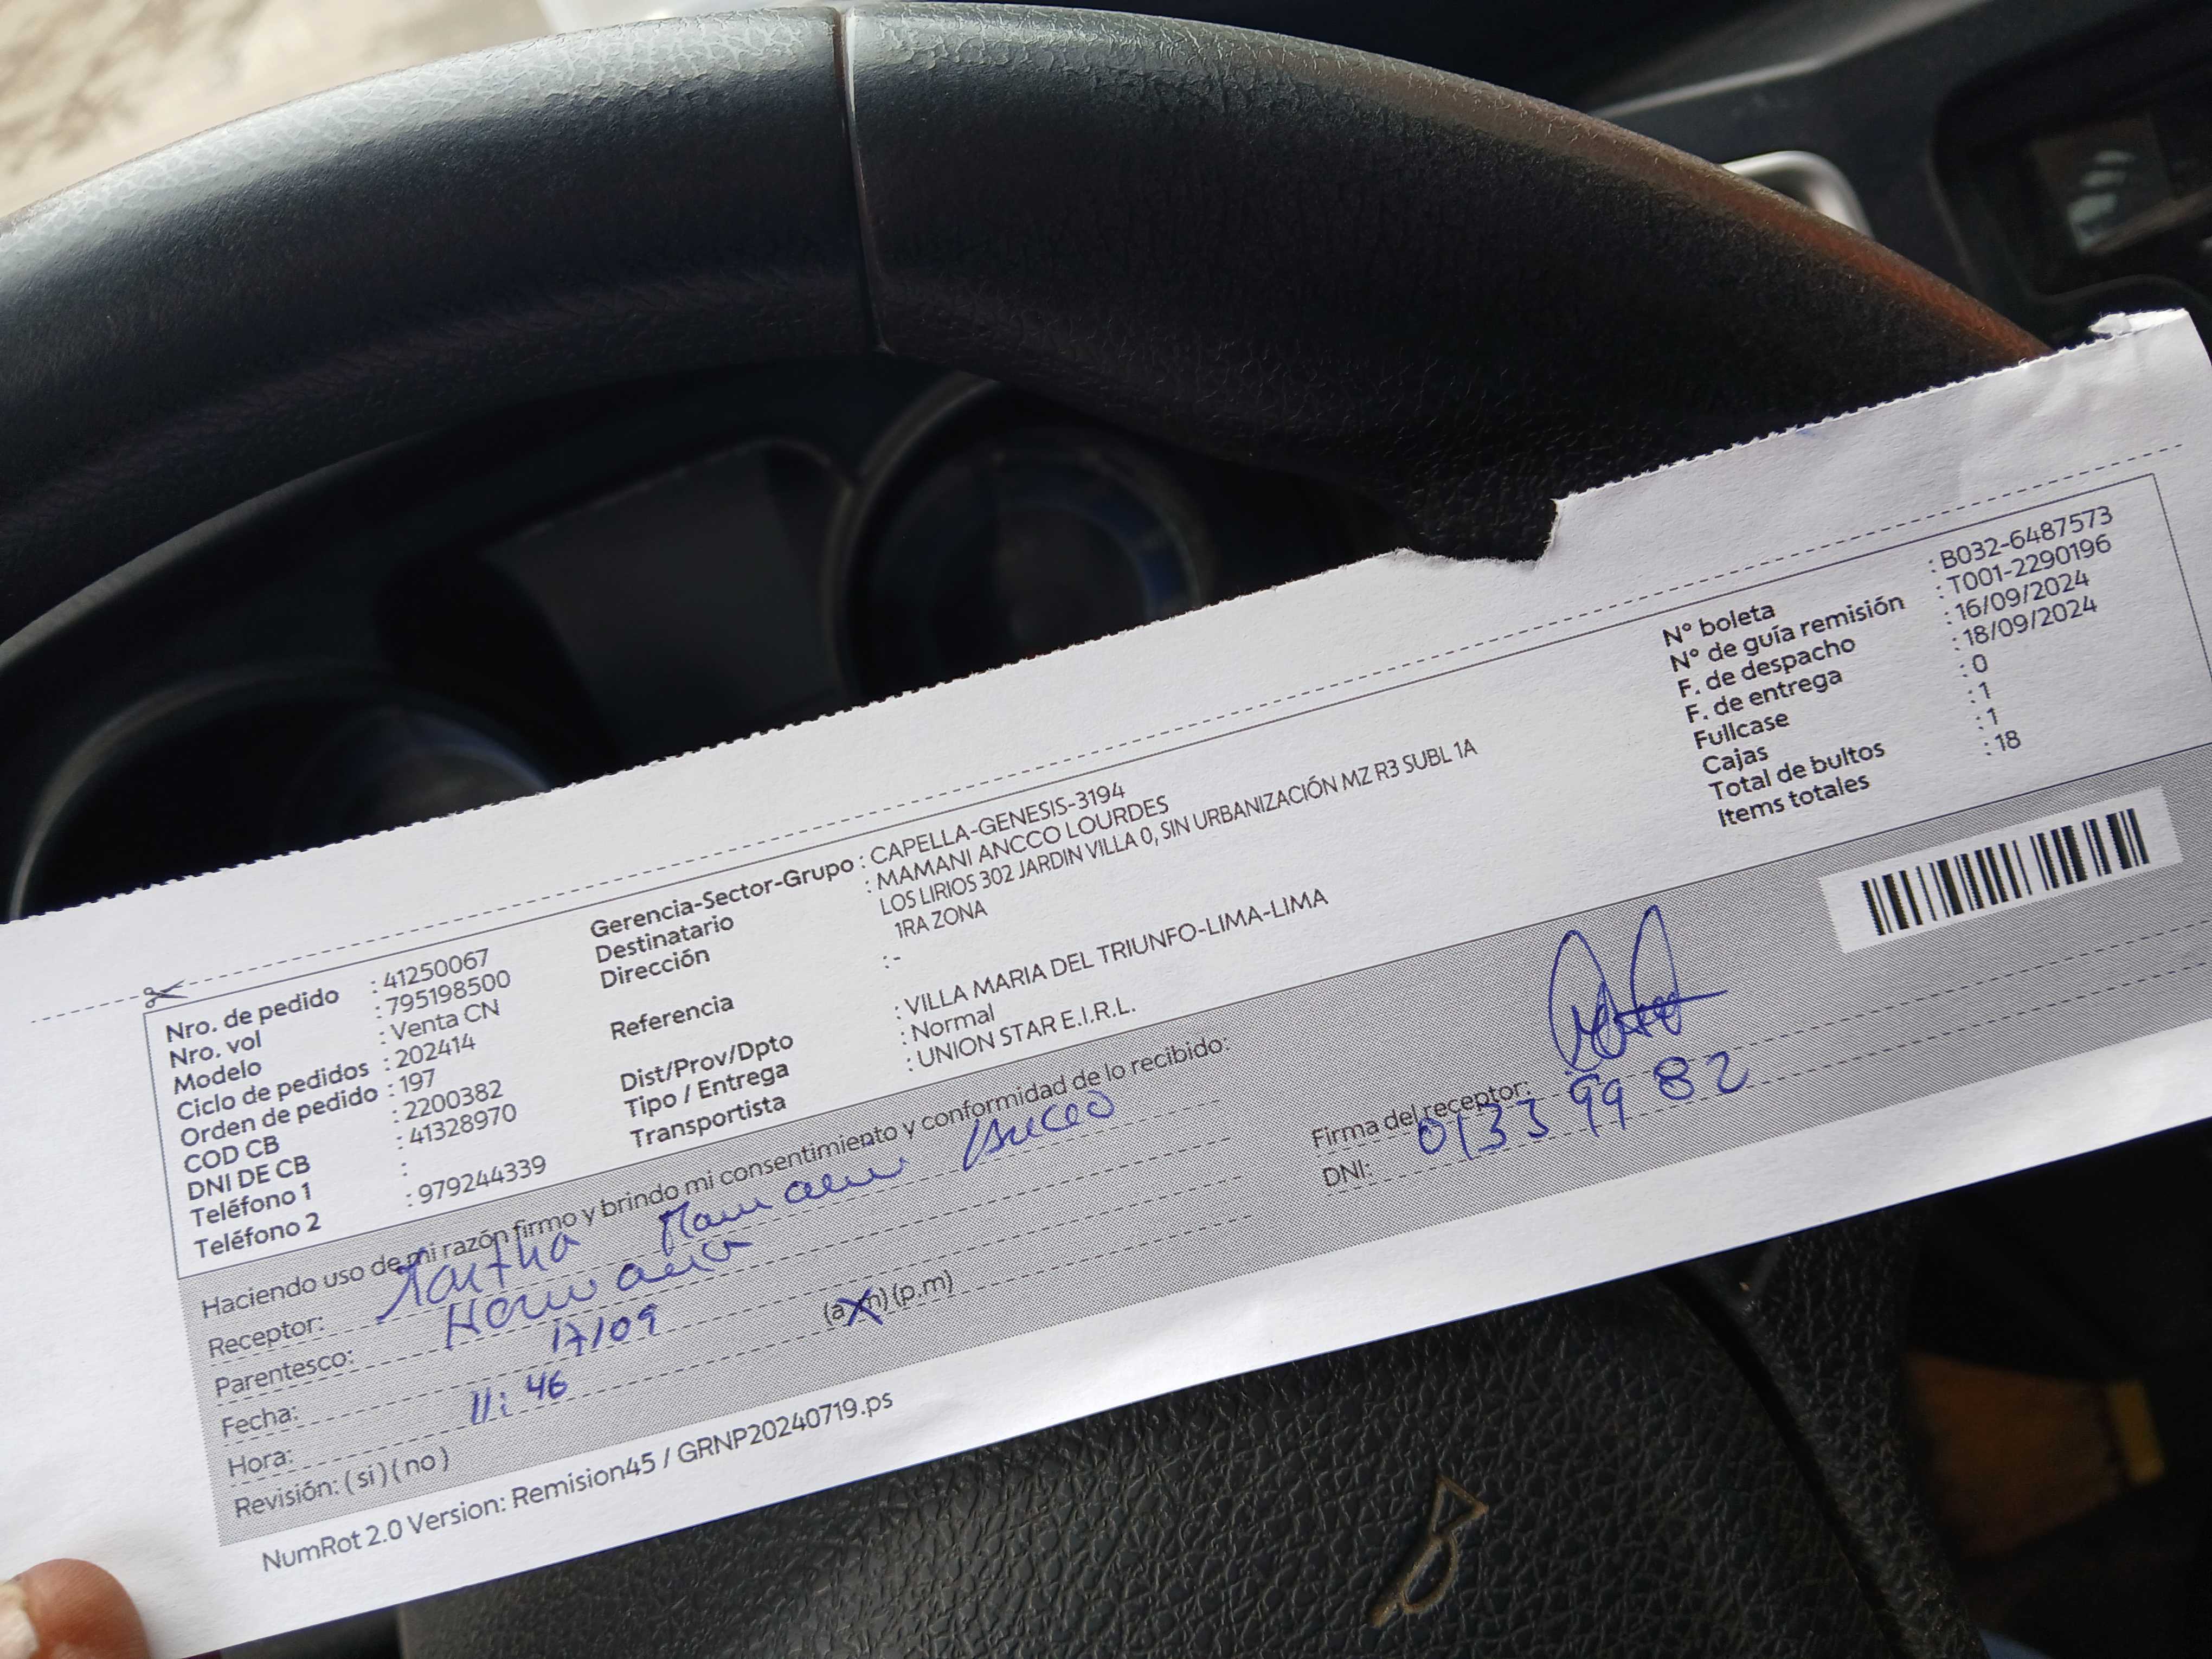 Nro. de pedido : 41250067
Nro. vol : 795198500
Modelo : Venta CN
Ciclo de pedidos : 202414
Orden de pedido : 197
COD CB : 2200382
DNI DE CB : 41328970
Teléfono 1 :
Teléfono 2 : 979244339
Gerencia-Sector-Grupo : CAPELLA-GENESIS-3194
Destinatario : MAMANI ANCCO LOURDES
Dirección LOS LIRIOS 302 JARDIN VILLA 0, SIN URBANIZACIÓN MZ R3 SUBL 1A
1RA ZONA
Referencia : -
Dist/Prov/Dpto : VILLA MARIA DEL TRIUNFO-LIMA-LIMA
Tipo / Entrega : Normal
Transportista : UNION STAR E.I.R.L.
N° boleta : B032-6487573
N° de guía remisión : T001-2290196
F. de despacho : 16/09/2024
F. de entrega : 18/09/2024
Fullcase : 0
Cajas : 1
Total de bultos : 1
Items totales : 18
Haciendo uso de mi razón firmo y brindo mi consentimiento y conformidad de lo recibido:
Receptor: Mamani Ancco
Parentesco: Hermana
Fecha: 17/09
Hora: 11:46 (a.m) (p.m)
Revisión: ( si ) ( no )
Firma del receptor:
DNI: 01339982
NumRot 2.0 Version: Remision45 / GRNP20240719.ps